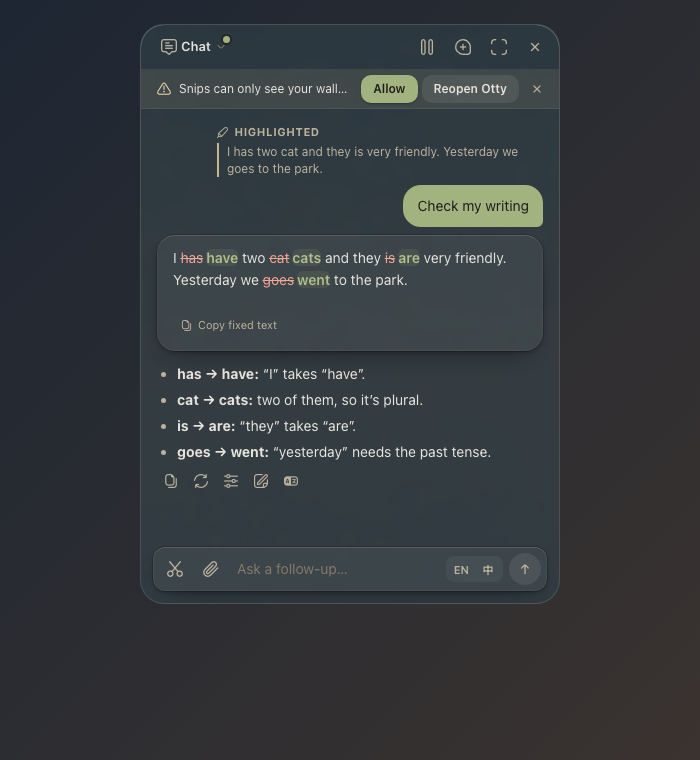 Chat
Snips can only see your wall...
Allow
Reopen Otty
HIGHLIGHTED
I has two cat and they is very friendly. Yesterday we
goes to the park.
Check my writing
I has have two cat cats and they is are very friendly.
Yesterday we goes went to the park.
Copy fixed text
has → have: “I” takes “have”.
cat → cats: two of them, so it’s plural.
is → are: “they” takes “are”.
goes → went: “yesterday” needs the past tense.
Ask a follow-up...
EN 中